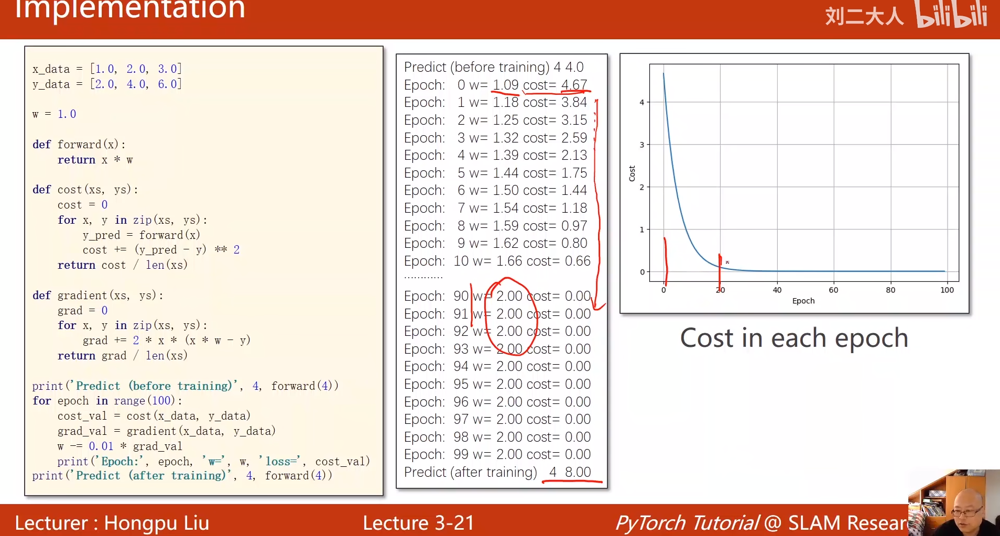 Implementation
刘二大人 bilibili
x_data = [1.0, 2.0, 3.0]
y_data = [2.0, 4.0, 6.0]
w = 1.0
def forward(x):
return x * w
def cost(xs, ys):
cost = 0
for x, y in zip(xs, ys):
y_pred = forward(x)
cost += (y_pred - y) ** 2
return cost / len(xs)
def gradient(xs, ys):
grad = 0
for x, y in zip(xs, ys):
grad += 2 * x * (x * w - y)
return grad / len(xs)
print('Predict (before training)', 4, forward(4))
for epoch in range(100):
cost_val = cost(x_data, y_data)
grad_val = gradient(x_data, y_data)
w -= 0.01 * grad_val
print('Epoch:', epoch, 'w=', w, 'loss=', cost_val)
print('Predict (after training)', 4, forward(4))
Predict (before training) 4 4.0
Epoch: 0 w= 1.09 cost= 4.67
Epoch: 1 w= 1.18 cost= 3.84
Epoch: 2 w= 1.25 cost= 3.15
Epoch: 3 w= 1.32 cost= 2.59
Epoch: 4 w= 1.39 cost= 2.13
Epoch: 5 w= 1.44 cost= 1.75
Epoch: 6 w= 1.50 cost= 1.44
Epoch: 7 w= 1.54 cost= 1.18
Epoch: 8 w= 1.59 cost= 0.97
Epoch: 9 w= 1.62 cost= 0.80
Epoch: 10 w= 1.66 cost= 0.66
............
Epoch: 90 w= 2.00 cost= 0.00
Epoch: 91 w= 2.00 cost= 0.00
Epoch: 92 w= 2.00 cost= 0.00
Epoch: 93 w= 2.00 cost= 0.00
Epoch: 94 w= 2.00 cost= 0.00
Epoch: 95 w= 2.00 cost= 0.00
Epoch: 96 w= 2.00 cost= 0.00
Epoch: 97 w= 2.00 cost= 0.00
Epoch: 98 w= 2.00 cost= 0.00
Epoch: 99 w= 2.00 cost= 0.00
Predict (after training) 4 8.00
4
3
2
1
0
Cost
0 20 40 60 80 100
Epoch
Cost in each epoch
Lecturer : Hongpu Liu
Lecture 3-21
PyTorch Tutorial @ SLAM Resear